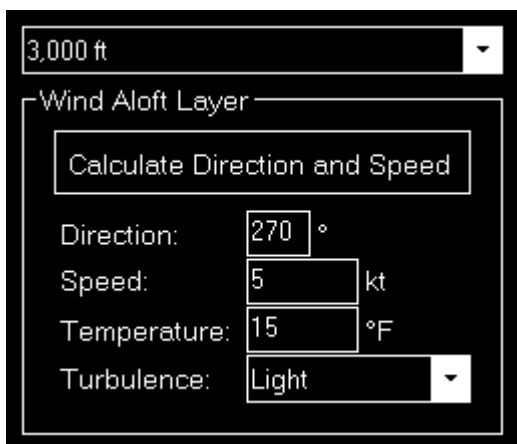 3,000 ft
Wind Aloft Layer
Calculate Direction and Speed
Direction: 270 °
Speed: 5 kt
Temperature: 15 °F
Turbulence: Light